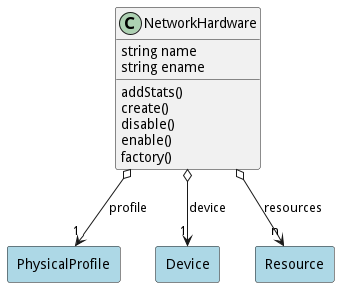 C NetworkHardware
string name
string ename
addStats()
create()
disable()
enable()
factory()
profile device resources
1 1 n
PhysicalProfile Device Resource